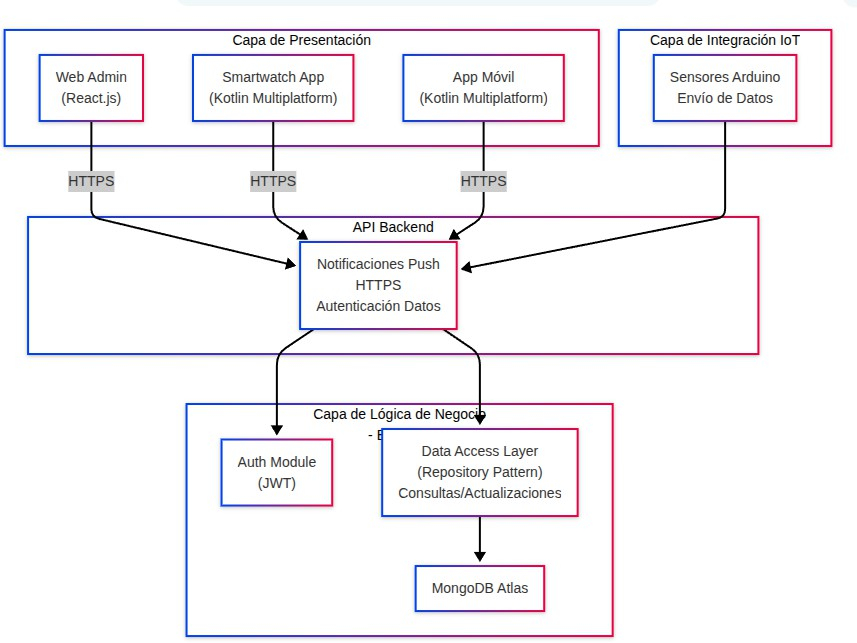 Capa de Presentación
Capa de Integración IoT
Web Admin
(React.js)
Smartwatch App
(Kotlin Multiplatform)
App Móvil
(Kotlin Multiplatform)
Sensores Arduino
Envío de Datos
HTTPS
HTTPS
HTTPS
API Backend
Notificaciones Push
HTTPS
Autenticación Datos
Capa de Lógica de Negocio
-
Auth Module
(JWT)
Data Access Layer
(Repository Pattern)
Consultas/Actualizaciones
MongoDB Atlas